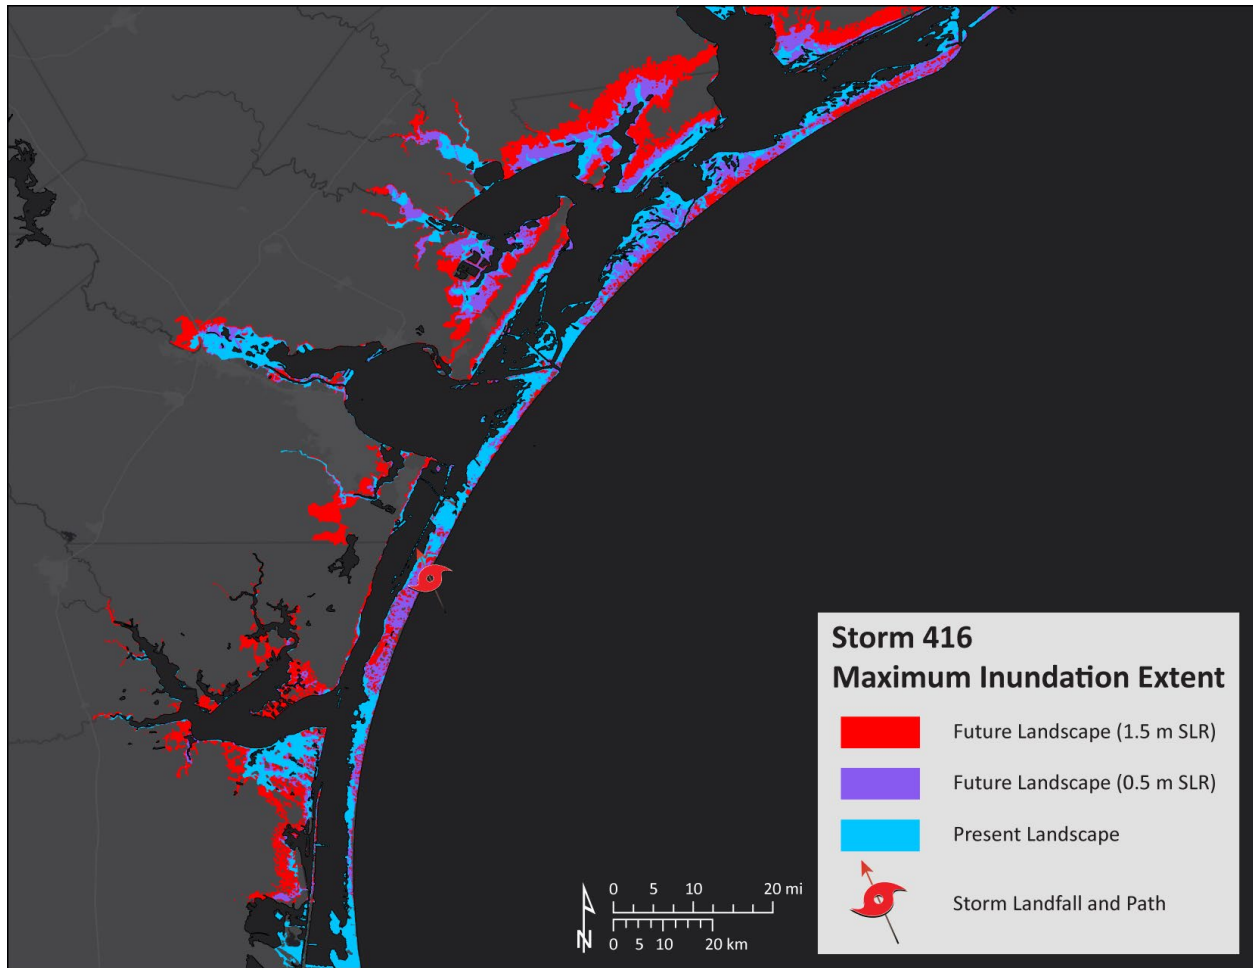 Storm 416
Maximum Inundation Extent
Future Landscape (1.5 m SLR)
Future Landscape (0.5 m SLR)
Present Landscape
Storm Landfall and Path
0 5 10 20 mi
0 5 10 20 km
N